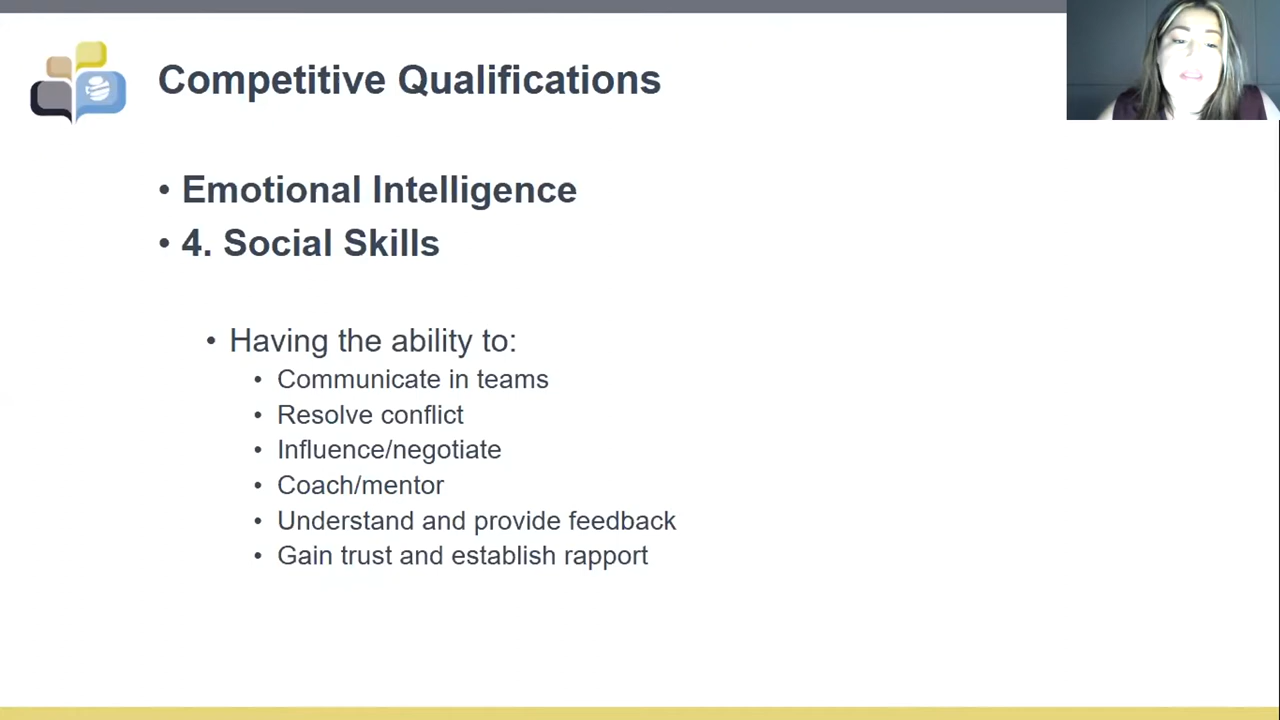 Competitive Qualifications
• Emotional Intelligence
• 4. Social Skills
• Having the ability to:
• Communicate in teams
• Resolve conflict
• Influence/negotiate
• Coach/mentor
• Understand and provide feedback
• Gain trust and establish rapport